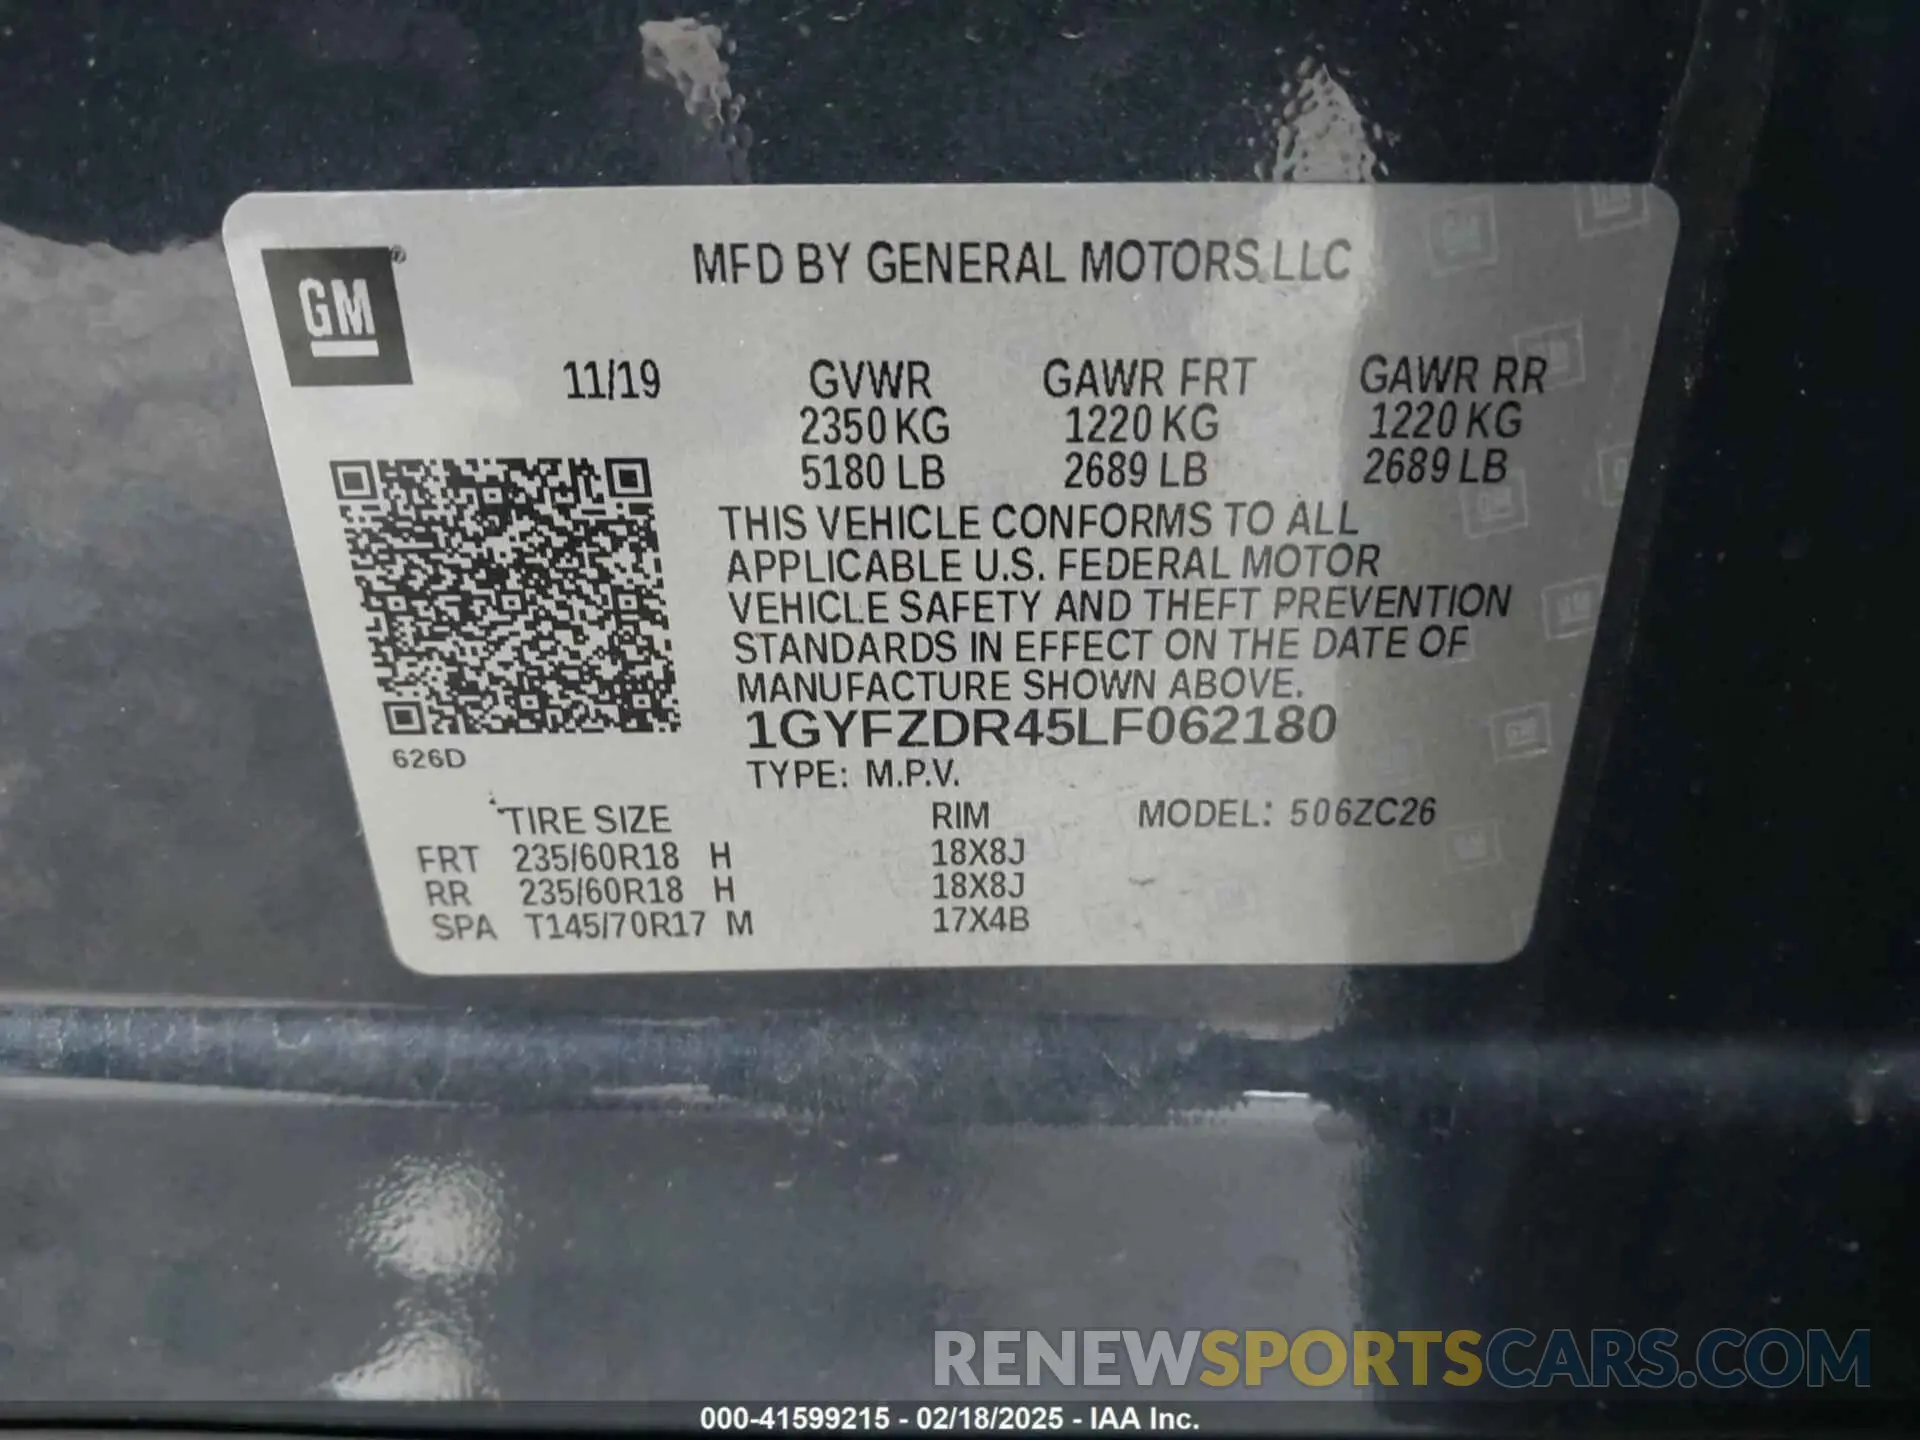 GM®
MFD BY GENERAL MOTORS LLC
11/19 GVWR GAWR FRT GAWR RR
2350 KG 1220 KG 1220 KG
5180 LB 2689 LB 2689 LB
THIS VEHICLE CONFORMS TO ALL
APPLICABLE U.S. FEDERAL MOTOR
VEHICLE SAFETY AND THEFT PREVENTION
STANDARDS IN EFFECT ON THE DATE OF
MANUFACTURE SHOWN ABOVE.
1GYFZDR45LF062180
626D
TYPE: M.P.V.
TIRE SIZE RIM MODEL: 506ZC26
FRT 235/60R18 H 18X8J
RR 235/60R18 H 18X8J
SPA T145/70R17 M 17X4B
RENEWSPORTSCARS.COM
000-41599215 - 02/18/2025 - IAA Inc.